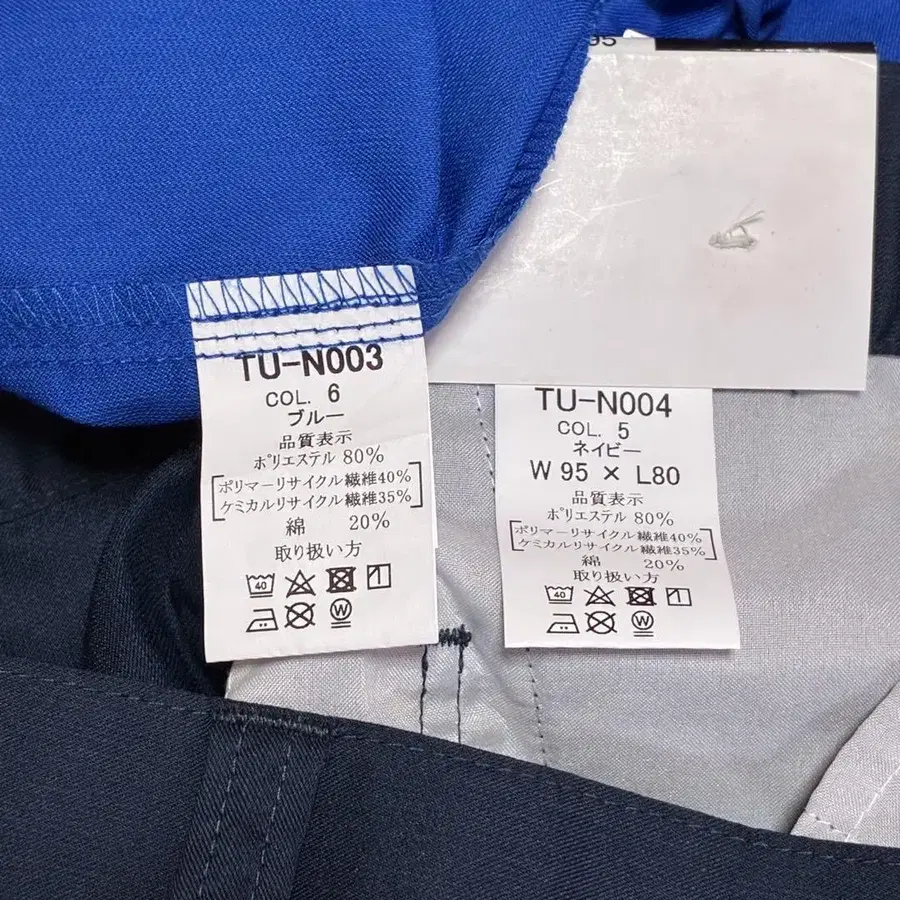 95
TU-N003
COL. 6
ブルー
品質表示
ポリエステル 80%
ポリマーリサイクル繊維40%
ケミカルリサイクル繊維35%
綿 20%
取り扱い方
40
W
TU-N004
COL. 5
ネイビー
W 95 × L80
品質表示
ポリエステル 80%
ポリマーリサイクル繊維40%
ケミカルリサイクル繊維35%
綿 20%
取り扱い方
40
W